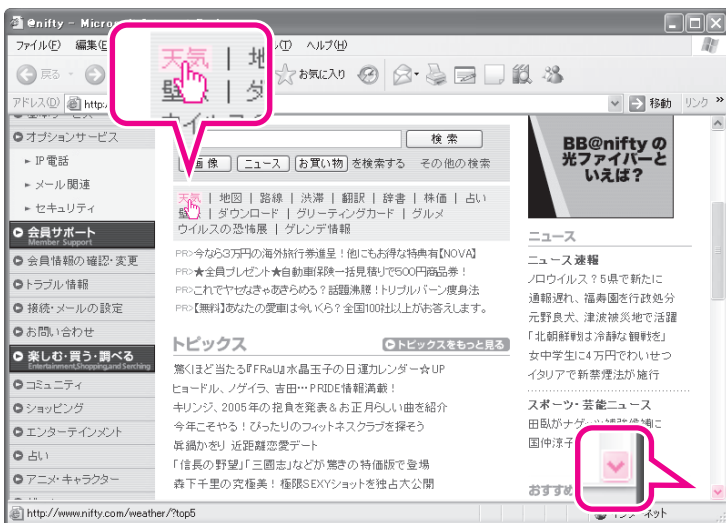 @nifty - Micro
ファイル(F) 編集(E ル(T) ヘルプ(H)
戻る お気に入り
アドレス(D) http: 移動 リンク »
天気 | 地
壁 | ダ
オプションサービス
IP電話
メール関連
セキュリティ
会員サポート
Member Support
会員情報の確認・変更
トラブル情報
接続・メールの設定
お問い合わせ
楽しむ・買う・調べる
Entertainment,Shopping,and Serching
コミュニティ
ショッピング
エンターテインメント
占い
アニメ・キャラクター
検 索
画像 ニュース お買い物 を検索する その他の検索
天気 | 地図 | 路線 | 渋滞 | 翻訳 | 辞書 | 株価 | 占い
壁 | ダウンロード | グリーティングカード | グルメ
ウイルスの恐怖展 | グレンデ情報
PR>今なら3万円の海外旅行券進呈!他にもお得な特典有【NOVA】
PR>★全員プレゼント★自動車保険一括見積りで500円商品券!
PR>これでヤセなきゃあきらめる?話題沸騰!トリプルバーン痩身法
PR>【無料】あなたの愛車は今いくら?全国100社以上がお答えします。
トピックス トピックスをもっと見る
驚くほど当たる『FRaU』水晶玉子の日運カレンダー☆UP
ヒョードル、ノゲイラ、吉田…PRIDE情報満載!
キリンジ、2005年の抱負を発表&お正月らしい曲を紹介
今年こそやる!ぴったりのフィットネスクラブを探そう
眞鍋かをり 近距離恋愛デート
「信長の野望」「三國志」などが驚きの特価版で登場
森下千里の究極美!極限SEXYショットを独占大公開
BB@nifty の
光ファイバーと
いえば?
ニュース
ニュース速報
ノロウイルス?5県で新たに
通報遅れ、福寿園を行政処分
元野良犬、津波被災地で活躍
「北朝鮮戦は冷静な観戦を」
女中学生に4万円でわいせつ
イタリアで新禁煙法が施行
スポーツ・芸能ニュース
田臥がナゲッツ
国仲涼子
おすすめ
http://www.nifty.com/weather/?top5 インターネット